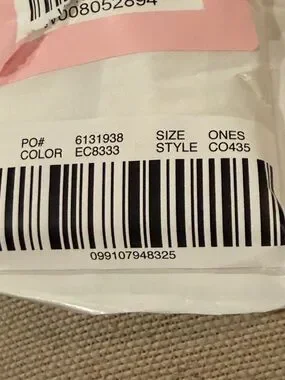 008052894
PO# 6131938 SIZE ONES
COLOR EC8333 STYLE CO435
099107948325